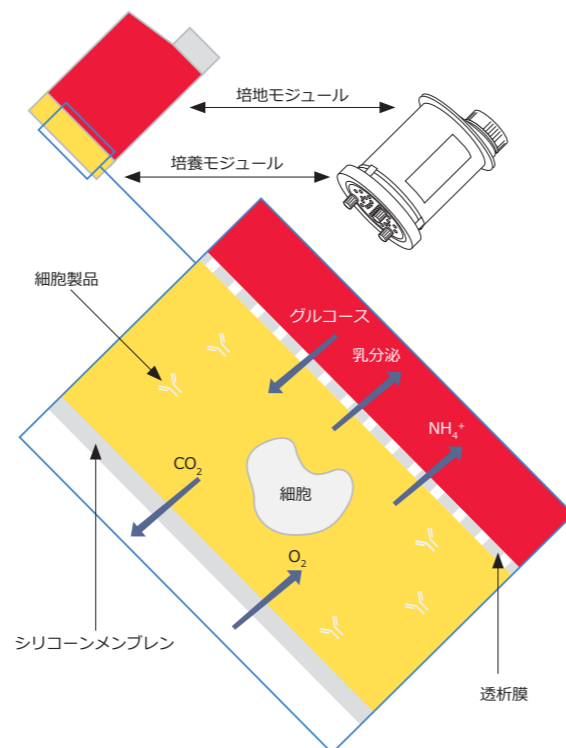 培地モジュール
培養モジュール
細胞製品
グルコース
乳分泌
NH₄⁺
CO₂
細胞
O₂
シリコーンメンブレン
透析膜